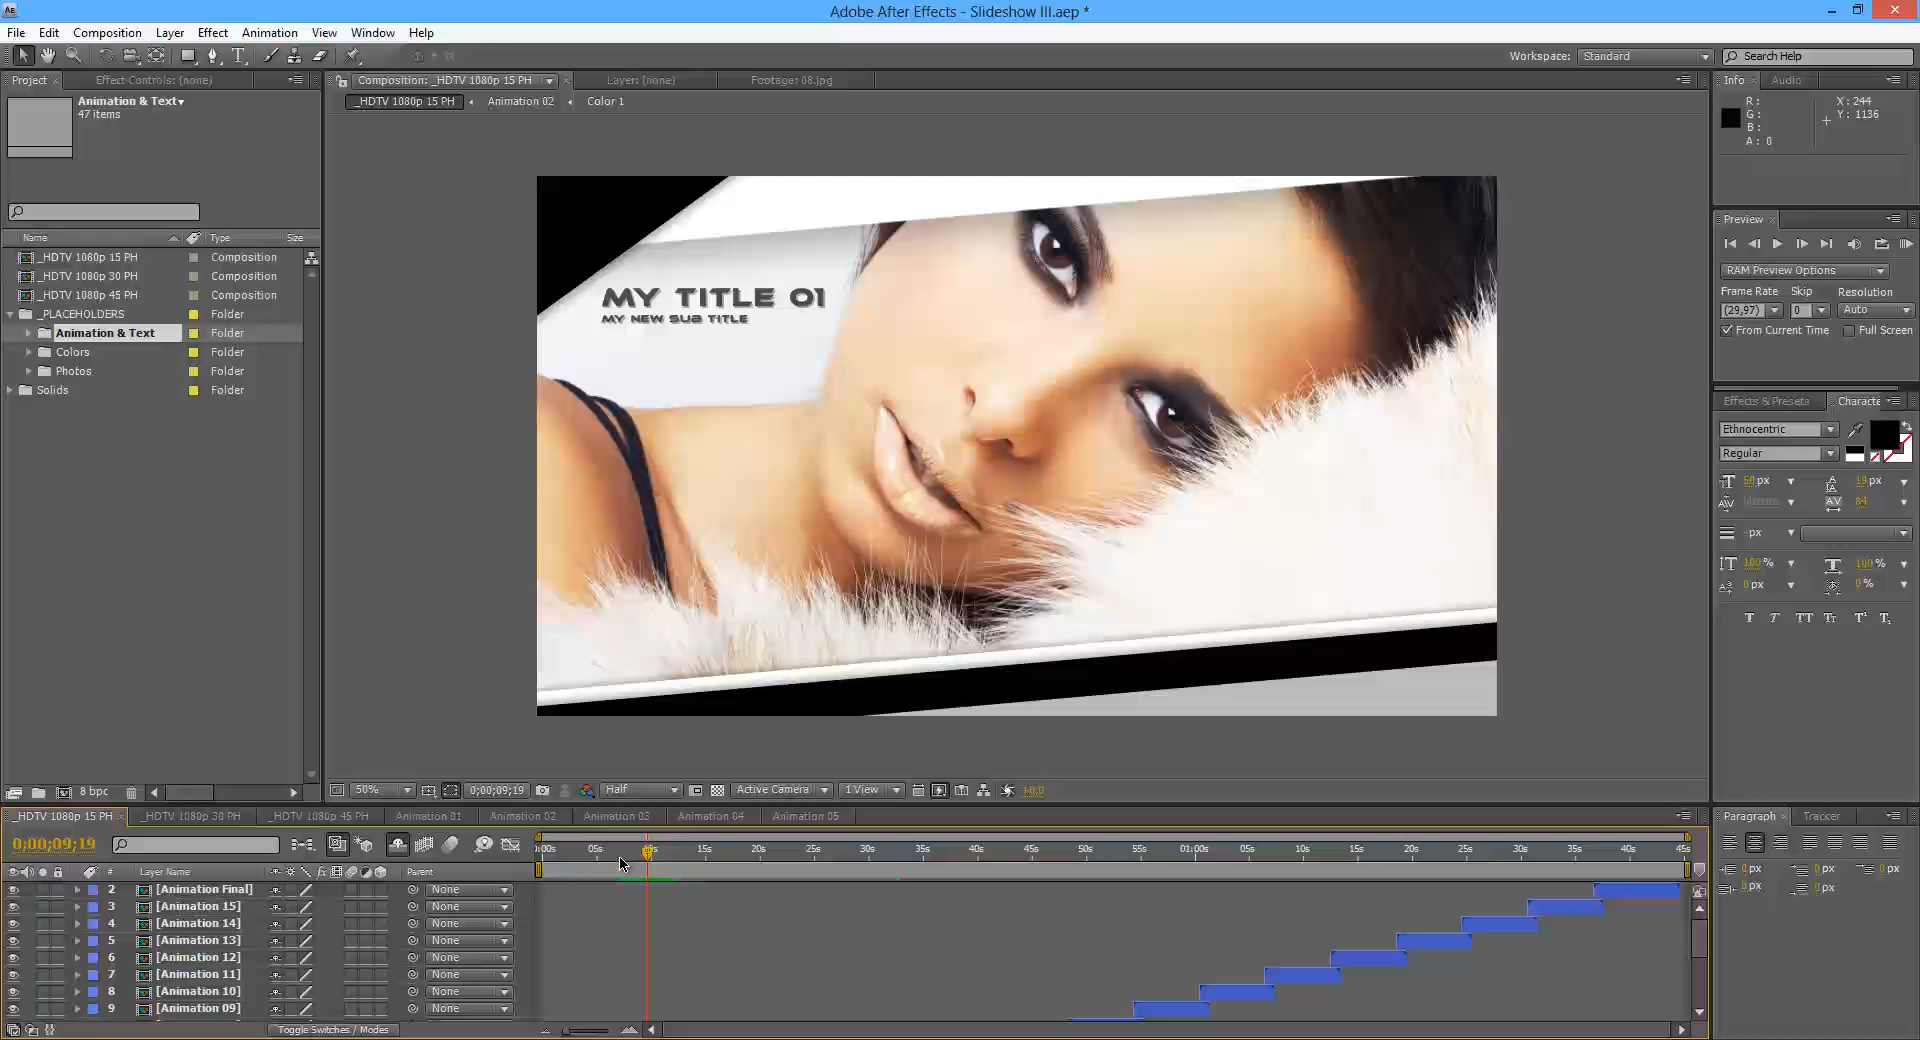 Adobe After Effects - Slideshow III.aep *
File Edit Composition Layer Effect Animation View Window Help
Workspace: Standard Search Help
Project Effect Controls: (none)
Animation & Text
47 items
Name Type Size
_HDTV 1080p 15 PH Composition
_HDTV 1080p 30 PH Composition
_HDTV 1080p 45 PH Composition
_PLACEHOLDERS Folder
Animation & Text Folder
Colors Folder
Photos Folder
Solids Folder
8 bpc
Composition: _HDTV 1080p 15 PH Layer: (none) Footage: 08.jpg
_HDTV 1080p 15 PH Animation 02 Color 1
MY TITLE 01
MY NEW SUB TITLE
50% 0;00;09;19 Half Active Camera 1 View +0,0
Info Audio
R: X: 244
G: Y: 1136
B:
A: 0
Preview
RAM Preview Options
Frame Rate Skip Resolution
(29,97) 0 Auto
From Current Time Full Screen
Effects & Presets Characte
Ethnocentric
Regular
50 px 19 px
Metrics 84
- px
100 % 100 %
0 px 0 %
T T TT Tr T¹ T₁
Paragraph Tracker
0 px 0 px 0 px
0 px 0 px
_HDTV 1080p 15 PH _HDTV 1080p 30 PH _HDTV 1080p 45 PH Animation 01 Animation 02 Animation 03 Animation 04 Animation 05
0;00;09;19
0:00s 05s 10s 15s 20s 25s 30s 35s 40s 45s 50s 55s 01:00s 05s 10s 15s 20s 25s 30s 35s 40s 45s
# Layer Name fx Parent
2 [Animation Final] None
3 [Animation 15] None
4 [Animation 14] None
5 [Animation 13] None
6 [Animation 12] None
7 [Animation 11] None
8 [Animation 10] None
9 [Animation 09] None
Toggle Switches / Modes